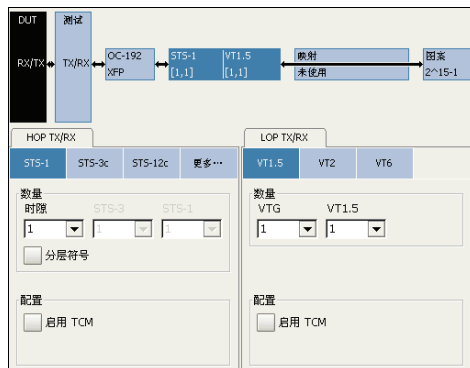 DUT 测试
OC-192 STS-1 VT1.5 映射 图案
RX/TX TX/RX XFP [1,1] [1,1] 未使用 2^15-1
HOP TX/RX LOP TX/RX
STS-1 STS-3c STS-12c 更多… VT1.5 VT2 VT6
数量 数量
时隙 STS-3 STS-1 VTG VT1.5
1 1 1 1 1
分层符号
配置 配置
启用 TCM 启用 TCM